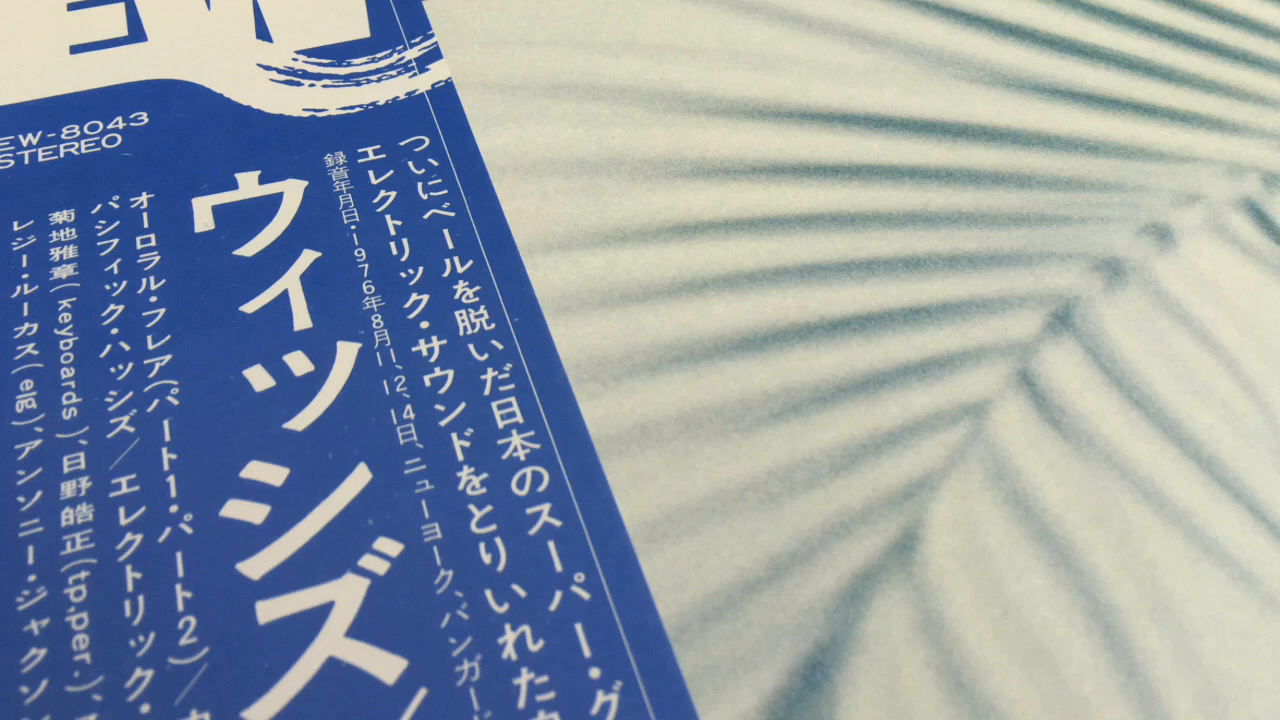 EW-8043
STEREO
ついにベールを脱いだ日本のスーパー・グ
エレクトリック・サウンドをとりいれた
録音年月日・1976年8月11、12、14日、ニューヨーク、バンガード
ウィッシズ/
オーロラル・フレア(パート1・パート2)/カ
パシフィック・ハッシズ/エレクトリック・
菊地雅章(keyboards)、日野皓正(tp.per.)、
レジー・ルーカス(elg)、アンソニー・ジャクソン